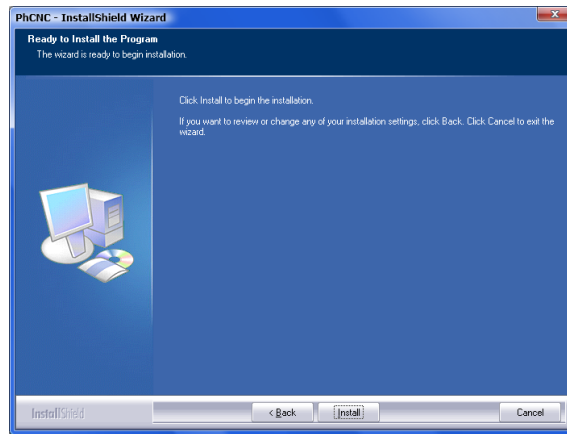 PhCNC - InstallShield Wizard
Ready to Install the Program
The wizard is ready to begin installation.
Click Install to begin the installation.
If you want to review or change any of your installation settings, click Back. Click Cancel to exit the
wizard.
InstallShield
< Back
Install
Cancel